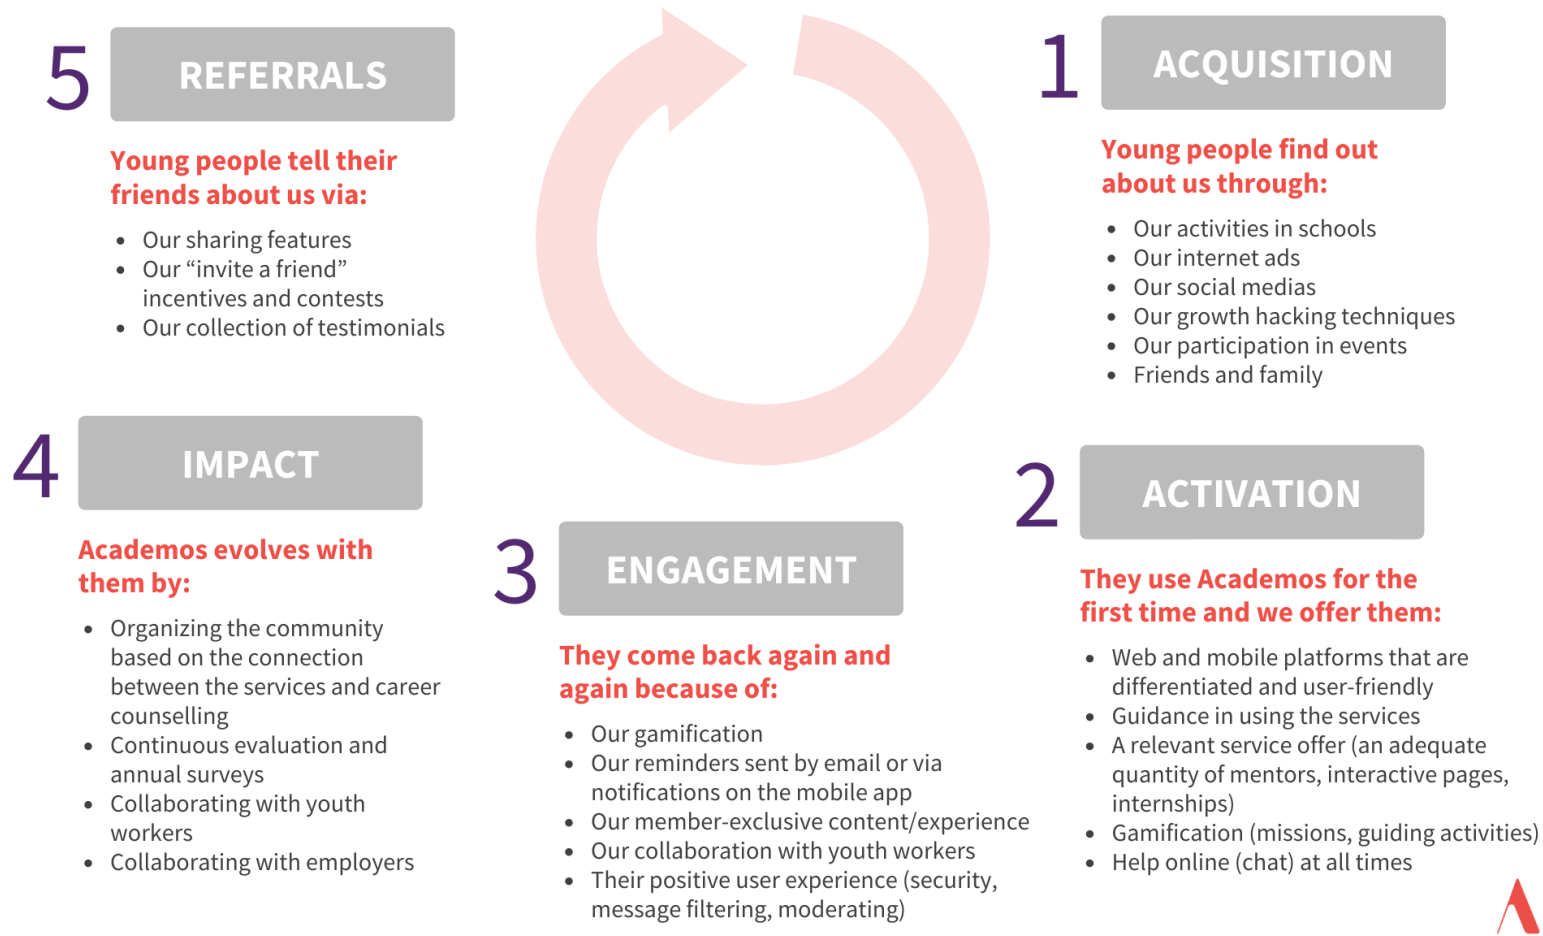 1
ACQUISITION
Young people find out
about us through:
• Our activities in schools
• Our internet ads
• Our social medias
• Our growth hacking techniques
• Our participation in events
• Friends and family
2
ACTIVATION
They use Academos for the
first time and we offer them:
• Web and mobile platforms that are
differentiated and user-friendly
• Guidance in using the services
• A relevant service offer (an adequate
quantity of mentors, interactive pages,
internships)
• Gamification (missions, guiding activities)
• Help online (chat) at all times
3
ENGAGEMENT
They come back again and
again because of:
• Our gamification
• Our reminders sent by email or via
notifications on the mobile app
• Our member-exclusive content/experience
• Our collaboration with youth workers
• Their positive user experience (security,
message filtering, moderating)
4
IMPACT
Academos evolves with
them by:
• Organizing the community
based on the connection
between the services and career
counselling
• Continuous evaluation and
annual surveys
• Collaborating with youth
workers
• Collaborating with employers
5
REFERRALS
Young people tell their
friends about us via:
• Our sharing features
• Our “invite a friend”
incentives and contests
• Our collection of testimonials